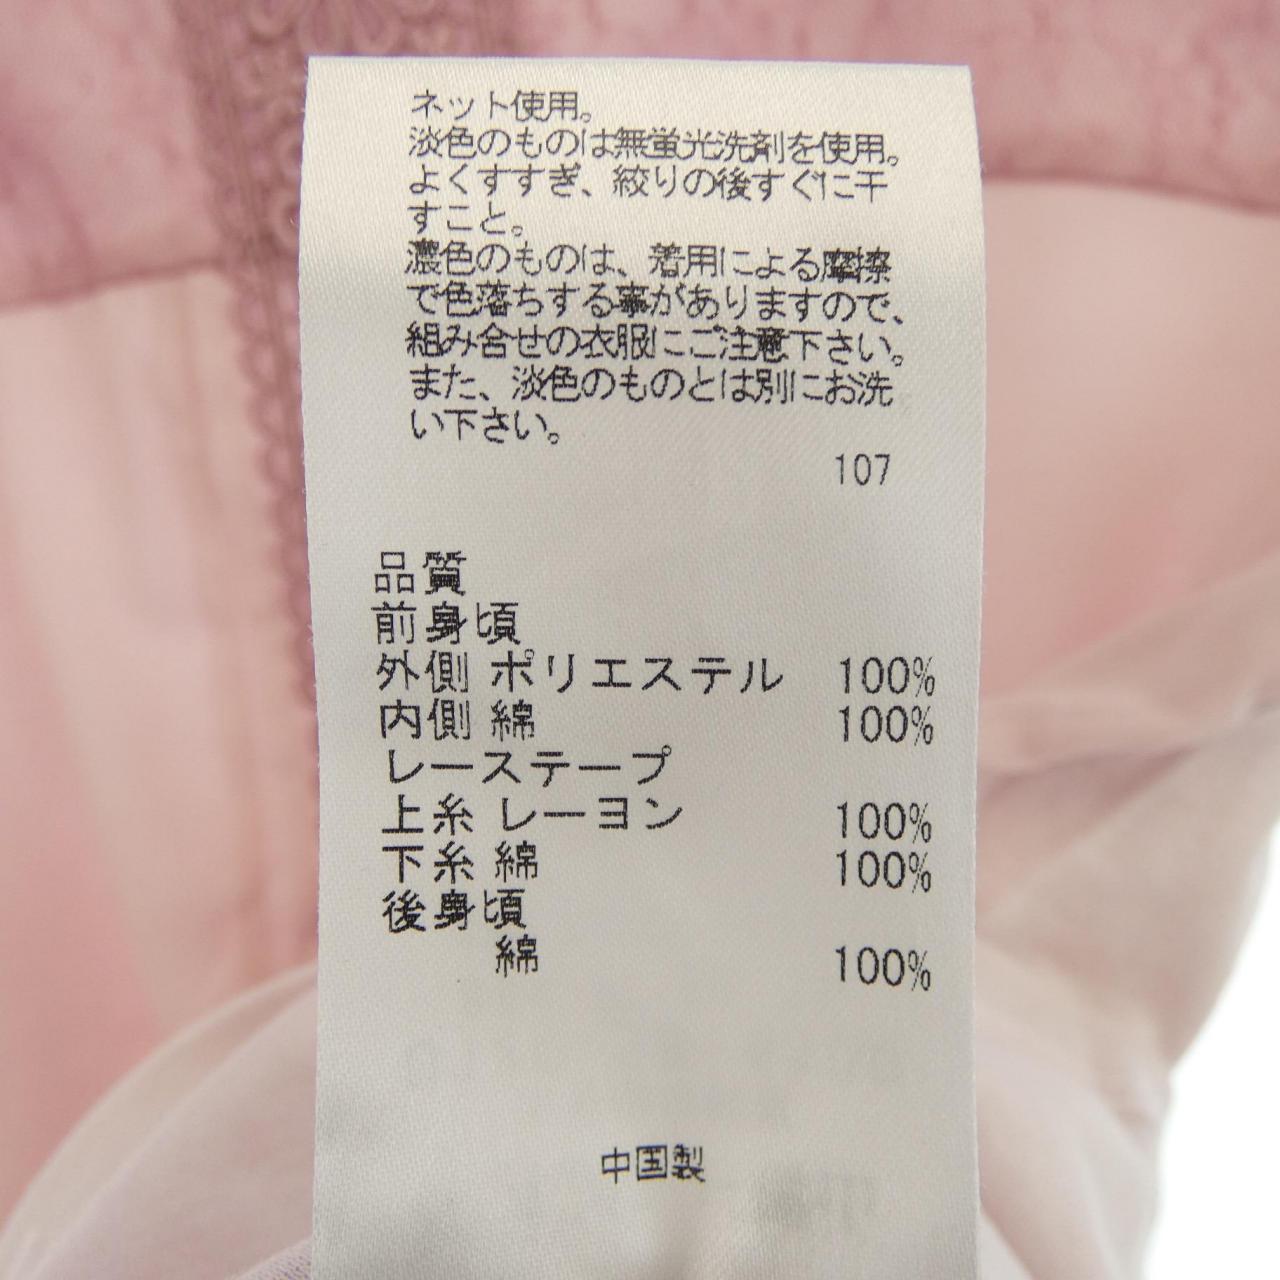 ネット使用。
淡色のものは無蛍光洗剤を使用。
よくすすぎ、絞りの後すぐに干
すこと。
濃色のものは、着用による摩擦
で色落ちする事がありますので、
組み合せの衣服にご注意下さい。
また、淡色のものとは別にお洗
い下さい。
107
品質
前身頃
外側 ポリエステル 100%
内側 綿 100%
レーステープ
上糸 レーヨン 100%
下糸 綿 100%
後身頃
綿 100%
中国製